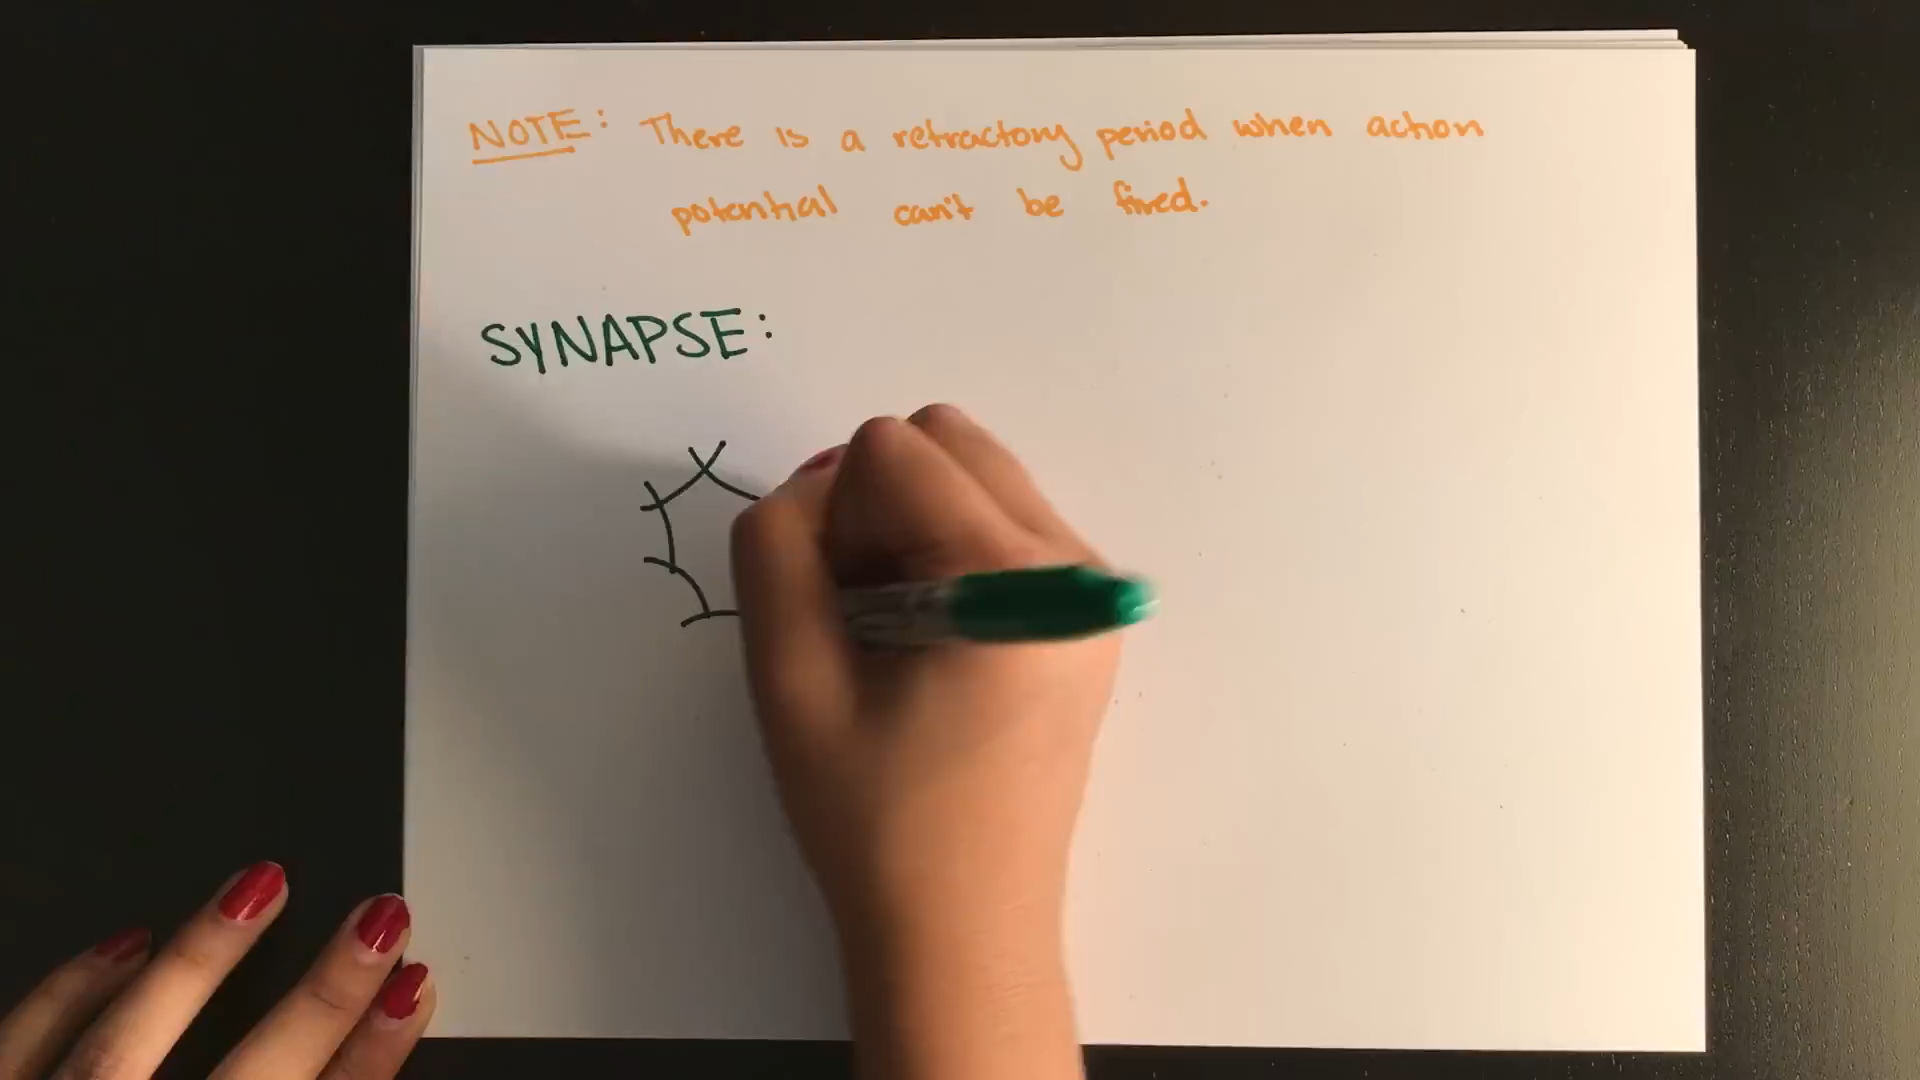 NOTE: There is a retractory period when action
potential can't be fired.
SYNAPSE: